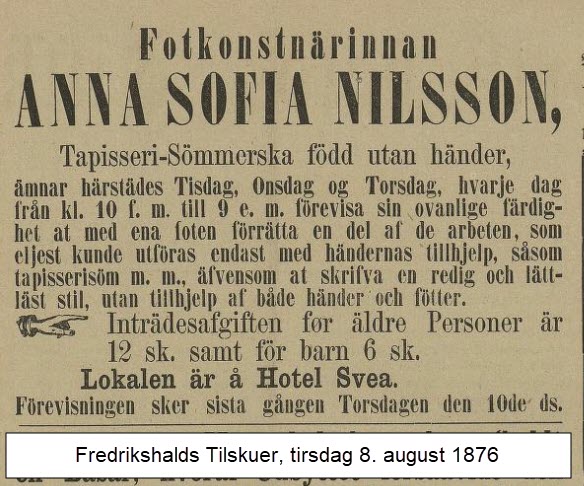 Fotkonstnärinnan
ANNA SOFIA NILSSON,
Tapisseri-Sömmerska född utan händer,
ämnar härstädes Tisdag, Onsdag og Torsdag, hvarje dag
från kl. 10 f. m. till 9 e. m. förevisa sin ovanlige färdig-
het at med ena foten förrätta en del af de arbeten, som
eljest kunde utföras endast med händernas tillhjelp, såsom
tapisserisöm m. m., äfvensom at skrifva en redig och lätt-
läst stil, utan tillhjelp af både händer och fötter.
Inträdesafgiften før äldre Personer är
12 sk. samt för barn 6 sk.
Lokalen är å Hotel Svea.
Förevisningen sker sista gången Torsdagen den 10de ds.
Fredrikshalds Tilskuer, tirsdag 8. august 1876